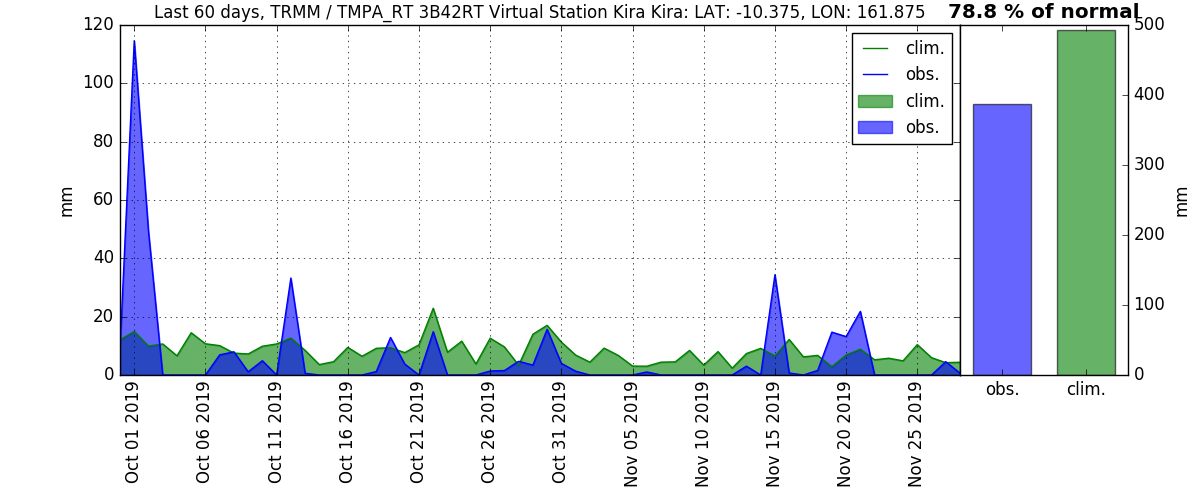 Last 60 days, TRMM / TMPA_RT 3B42RT Virtual Station Kira Kira: LAT: -10.375, LON: 161.875
78.8 % of normal
120
100
80
60
40
20
0
mm
clim.
obs.
clim.
obs.
500
400
300
200
100
0
mm
obs.
clim.
Oct 01 2019
Oct 06 2019
Oct 11 2019
Oct 16 2019
Oct 21 2019
Oct 26 2019
Oct 31 2019
Nov 05 2019
Nov 10 2019
Nov 15 2019
Nov 20 2019
Nov 25 2019